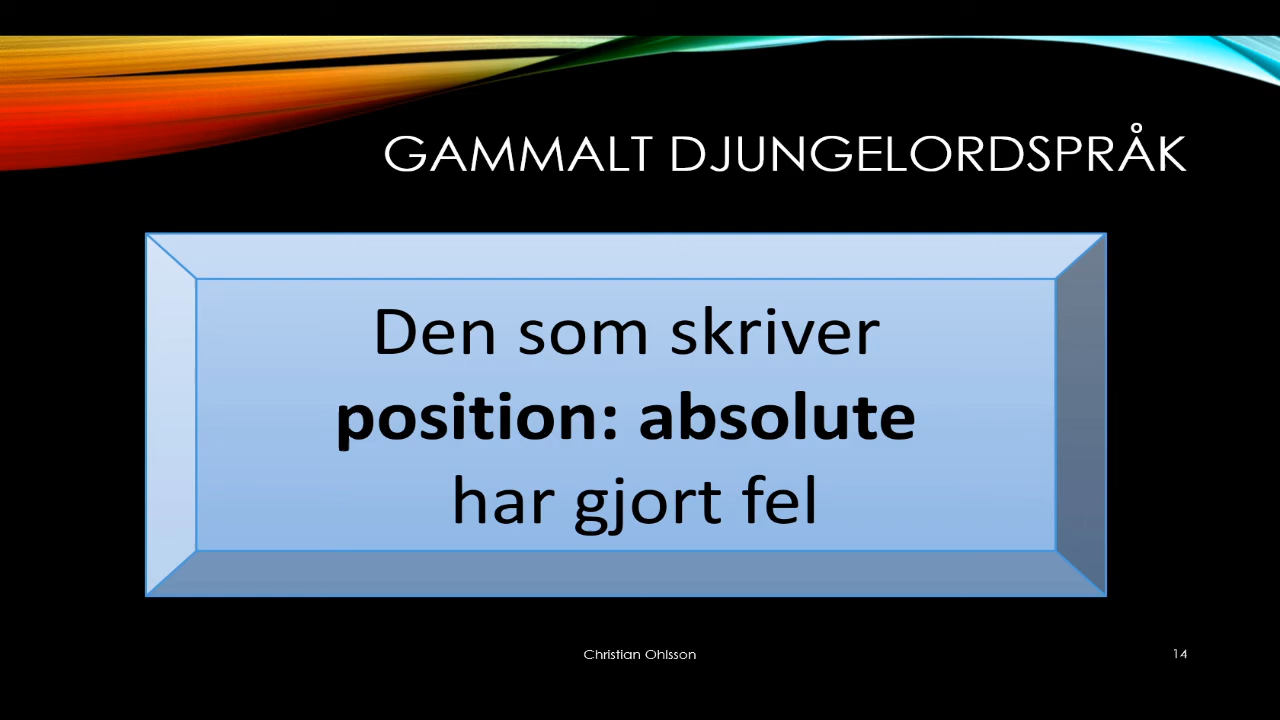 GAMMALT DJUNGELORDSPRÅK
Den som skriver
position: absolute
har gjort fel
Christian Ohlsson
14